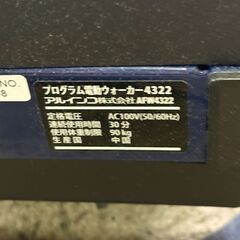 NO.
8
プログラム電動ウォーカー4322
アルインコ株式会社 AFW4322
定格電圧 AC100V(50/60Hz)
連続使用時間 30分
使用体重制限 90kg
生産国 中国